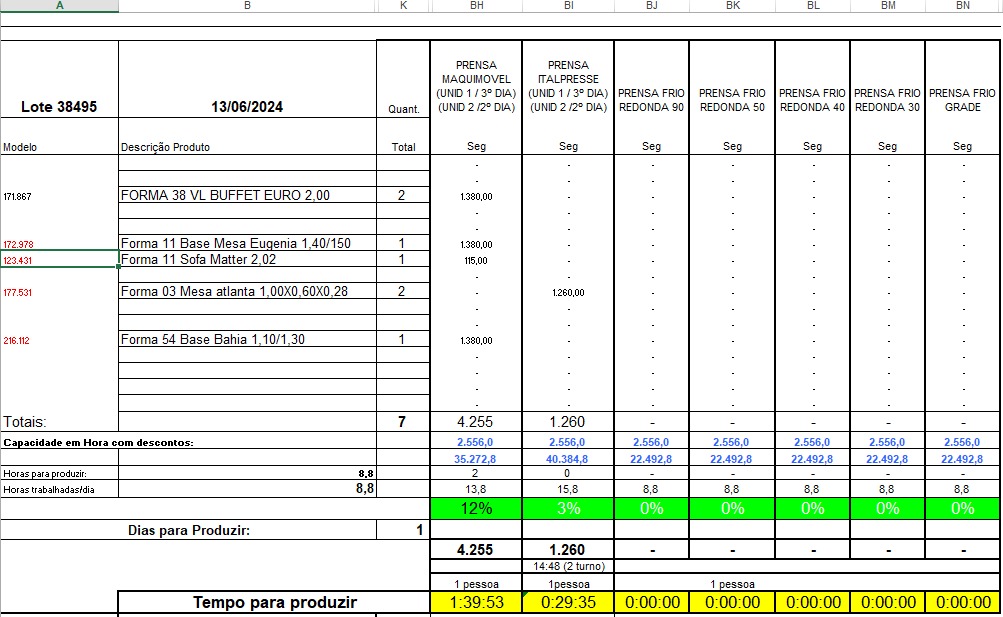 A B K BH BI BJ BK BL BM BN
PRENSA PRENSA
MAQUIMOVEL ITALPRESSE
(UNID 1 / 3º DIA) (UNID 1 / 3º DIA) PRENSA FRIO PRENSA FRIO PRENSA FRIO PRENSA FRIO PRENSA FRIO
Lote 38495 13/06/2024 Quant. (UNID 2 /2º DIA) (UNID 2 /2º DIA) REDONDA 90 REDONDA 50 REDONDA 40 REDONDA 30 GRADE
Modelo Descrição Produto Total Seg Seg Seg Seg Seg Seg Seg
- - - - - - -
- - - - - - -
171.867 FORMA 38 VL BUFFET EURO 2,00 2 1.380,00 - - - - - -
- - - - - - -
- - - - - - -
172.978 Forma 11 Base Mesa Eugenia 1,40/150 1 1.380,00 - - - - - -
123.431 Forma 11 Sofa Matter 2,02 1 115,00 - - - - - -
- - - - - - -
177.531 Forma 03 Mesa atlanta 1,00X0,60X0,28 2 - 1.260,00 - - - - -
- - - - - - -
- - - - - - -
216.112 Forma 54 Base Bahia 1,10/1,30 1 1.380,00 - - - - - -
- - - - - - -
- - - - - - -
- - - - - - -
- - - - - - -
Totais: 7 4.255 1.260 - - - - -
Capacidade em Hora com descontos: 2.556,0 2.556,0 2.556,0 2.556,0 2.556,0 2.556,0 2.556,0
35.272,8 40.384,8 22.492,8 22.492,8 22.492,8 22.492,8 22.492,8
Horas para produzir: 8,8 2 0 - - - - -
Horas trabalhadas/dia 8,8 13,8 15,8 8,8 8,8 8,8 8,8 8,8
12% 3% 0% 0% 0% 0% 0%
Dias para Produzir: 1
4.255 1.260 - - - - -
14:48 (2 turno)
1 pessoa 1pessoa 1 pessoa
Tempo para produzir 1:39:53 0:29:35 0:00:00 0:00:00 0:00:00 0:00:00 0:00:00